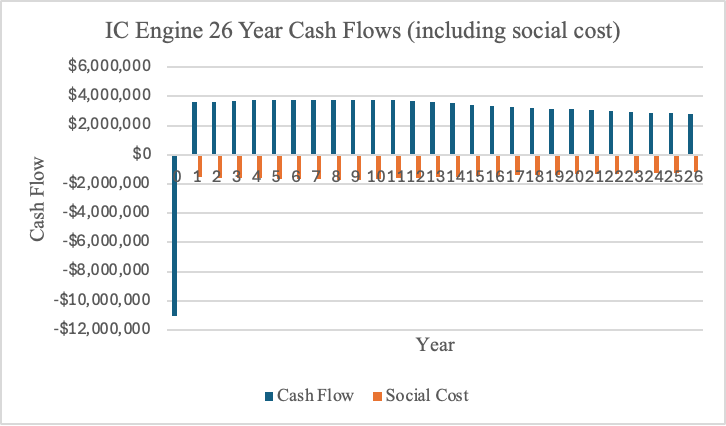 IC Engine 26 Year Cash Flows (including social cost)
$6,000,000
$4,000,000
$2,000,000
$0
-$2,000,000
-$4,000,000
-$6,000,000
-$8,000,000
-$10,000,000
-$12,000,000
Cash Flow
0 1 2 3 4 5 6 7 8 9 10 11 12 13 14 15 16 17 18 19 20 21 22 23 24 25 26
Year
Cash Flow Social Cost